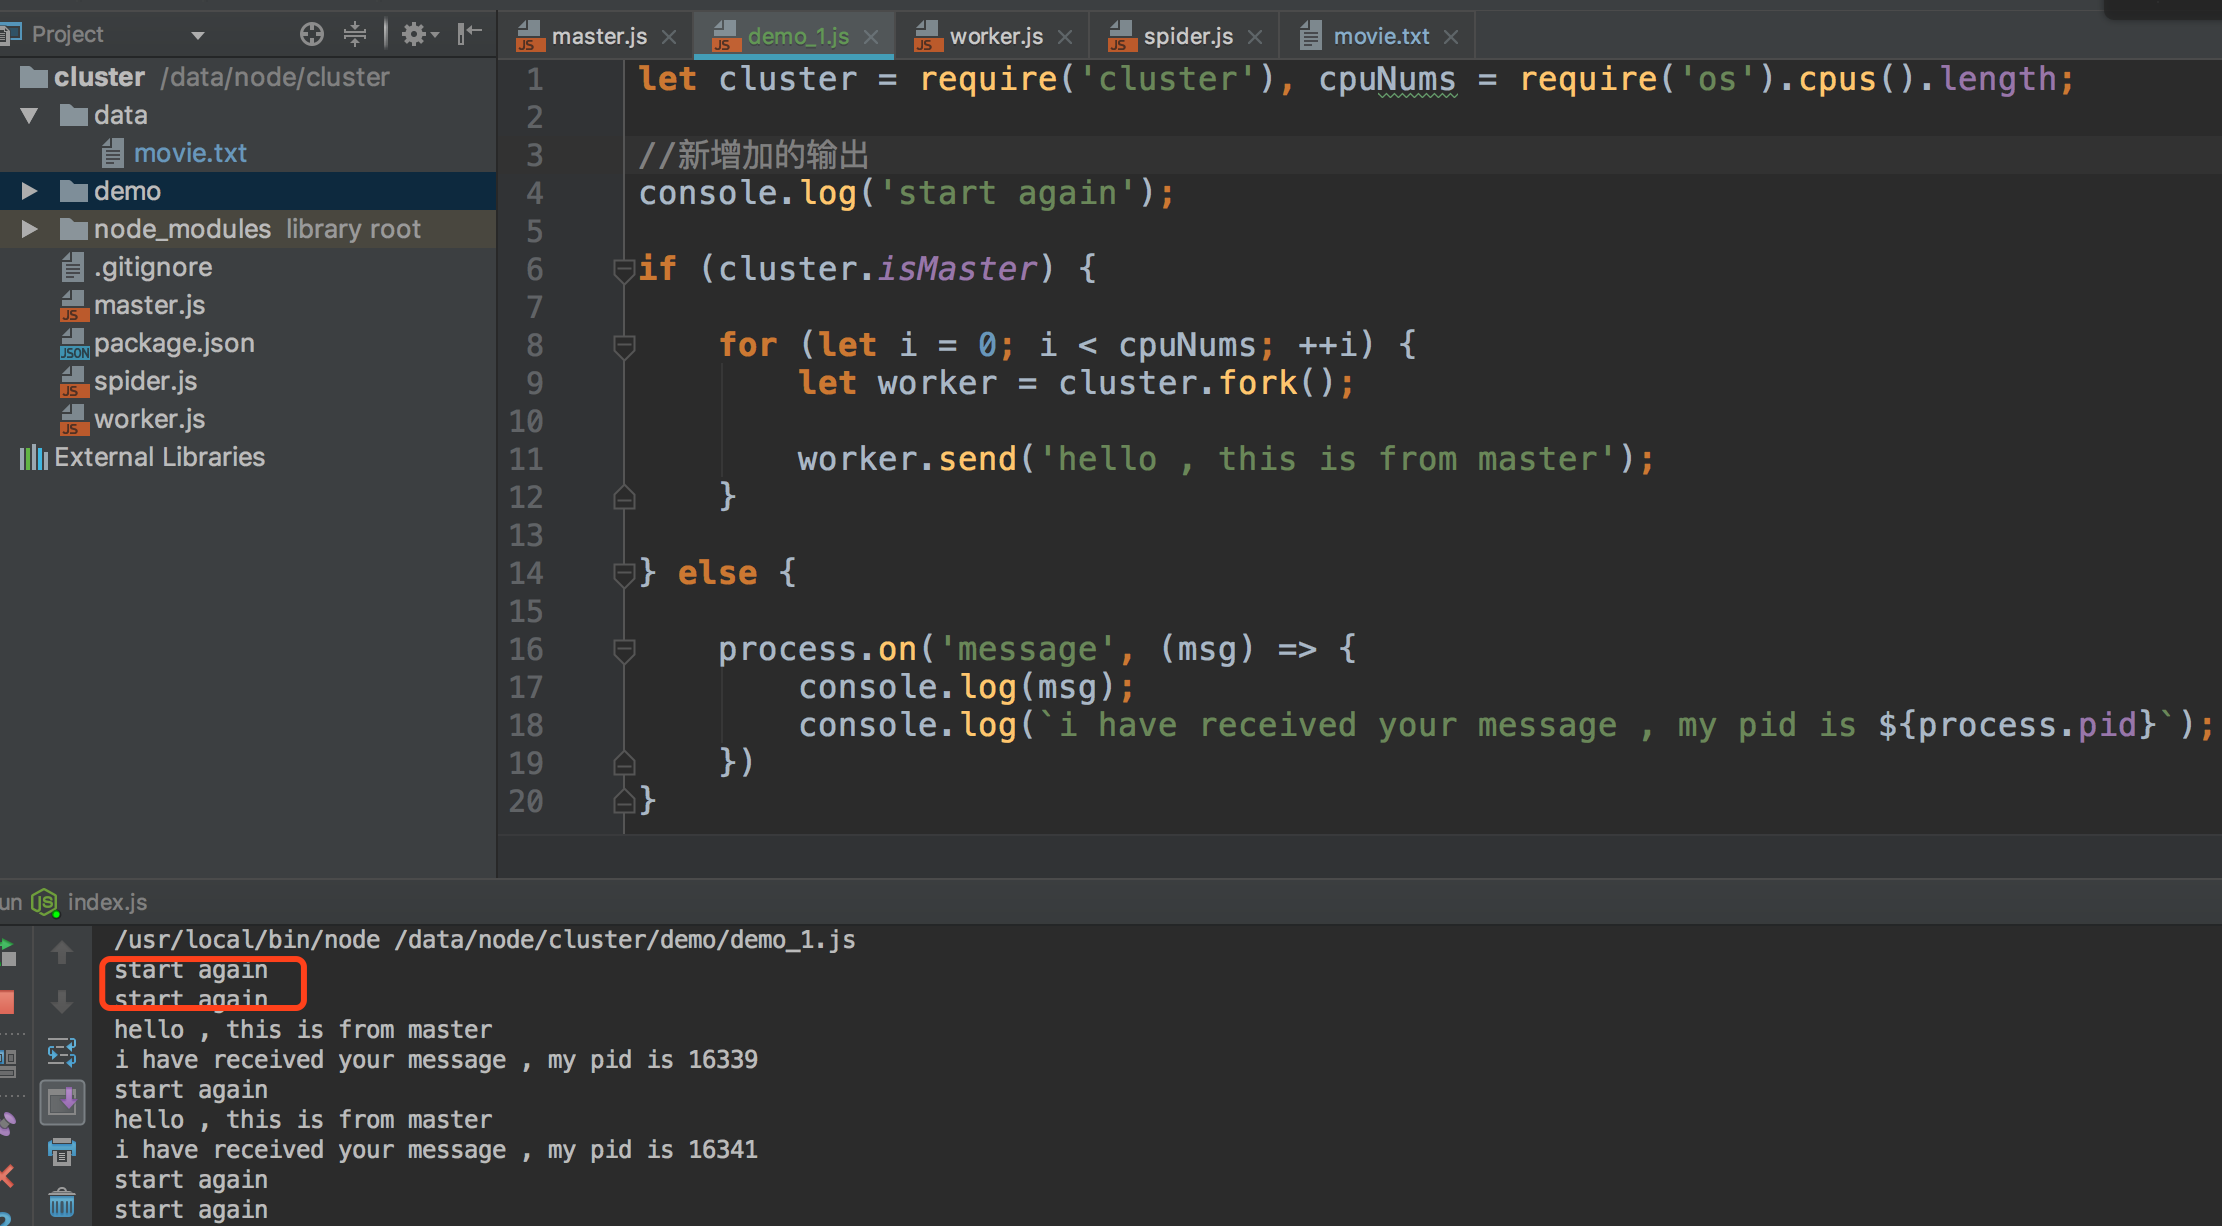 Project
master.js
demo_1.js
worker.js
spider.js
movie.txt
cluster /data/node/cluster
data
movie.txt
demo
node_modules library root
.gitignore
master.js
package.json
spider.js
worker.js
External Libraries
1 let cluster = require('cluster'), cpuNums = require('os').cpus().length;
2
3 //新增加的输出
4 console.log('start again');
5
6 if (cluster.isMaster) {
7
8 for (let i = 0; i < cpuNums; ++i) {
9 let worker = cluster.fork();
10
11 worker.send('hello , this is from master');
12 }
13
14 } else {
15
16 process.on('message', (msg) => {
17 console.log(msg);
18 console.log(`i have received your message , my pid is ${process.pid}`);
19 })
20 }
un index.js
/usr/local/bin/node /data/node/cluster/demo/demo_1.js
start again
start again
hello , this is from master
i have received your message , my pid is 16339
start again
hello , this is from master
i have received your message , my pid is 16341
start again
start again